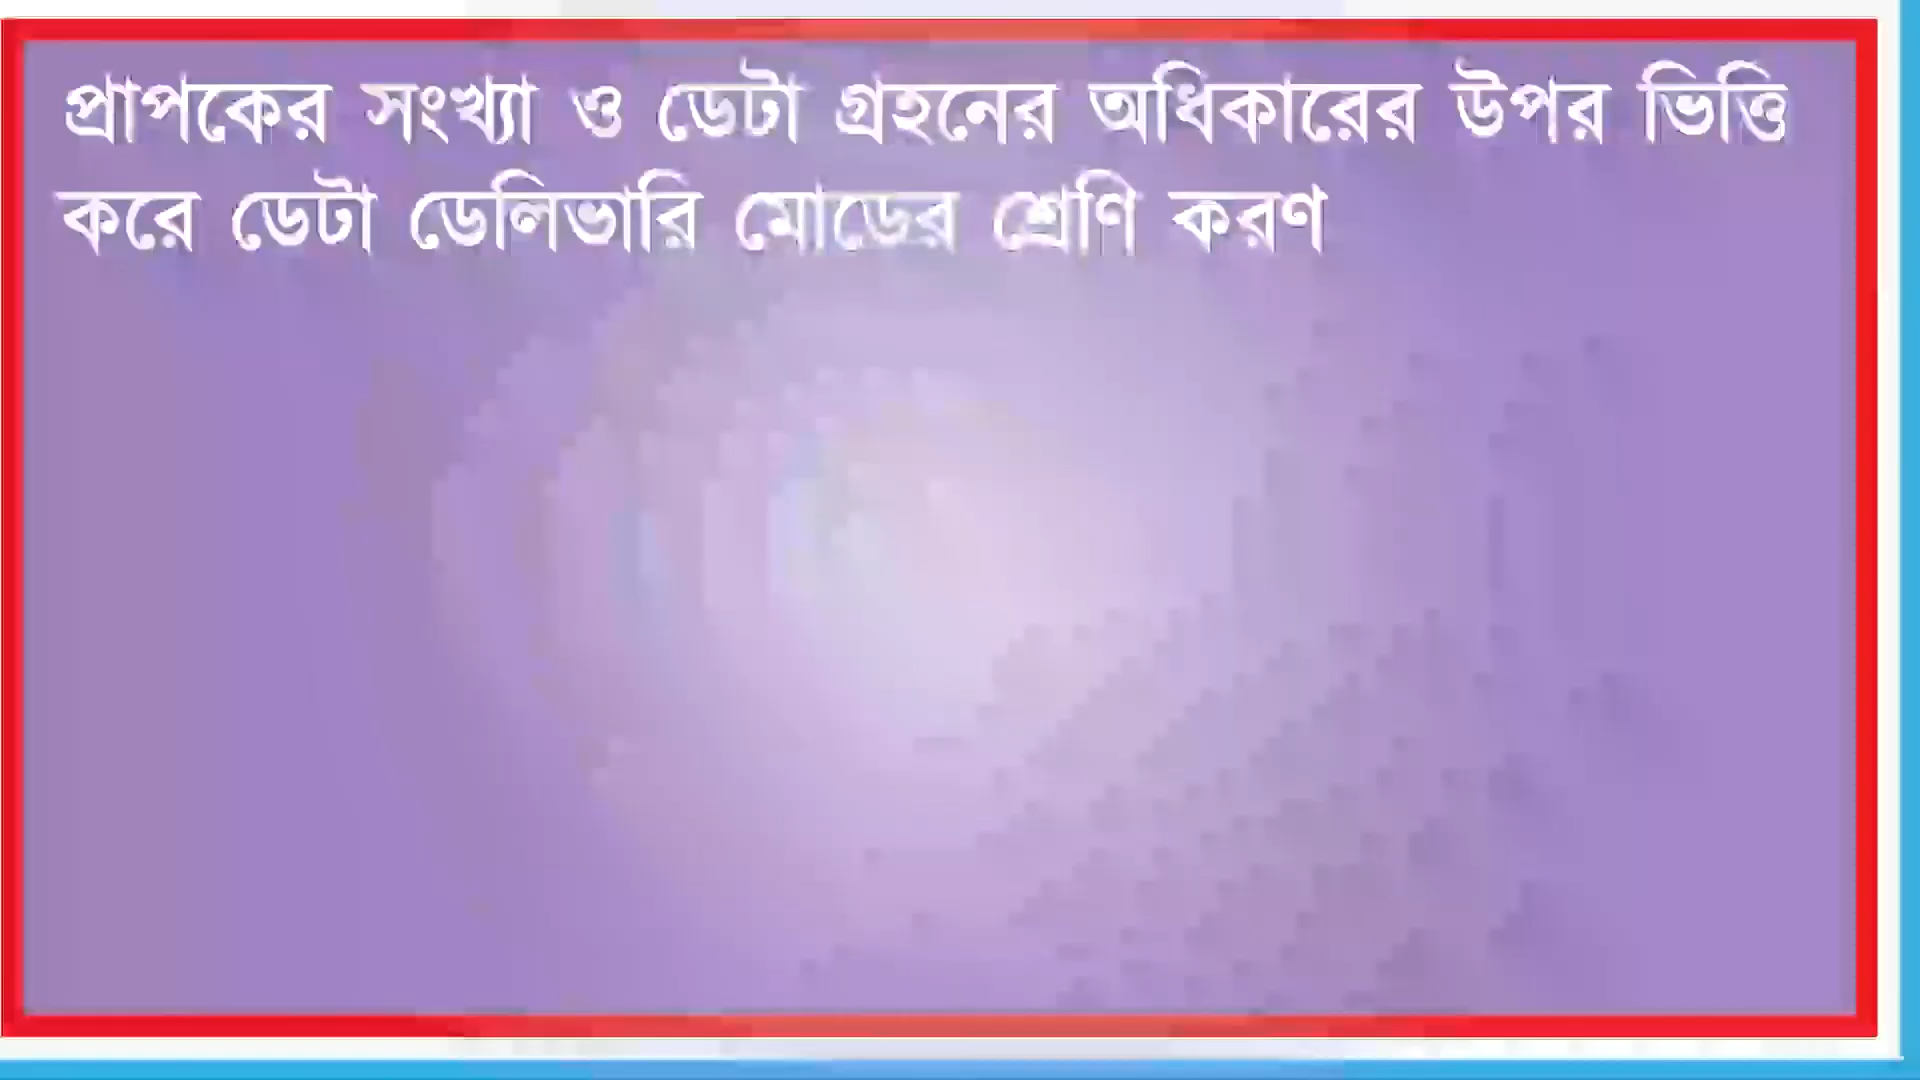 প্রাপকের সংখ্যা ও ডেটা গ্রহনের অধিকারের উপর ভিত্তি
করে ডেটা ডেলিভারি মোডের শ্রেণি করণ